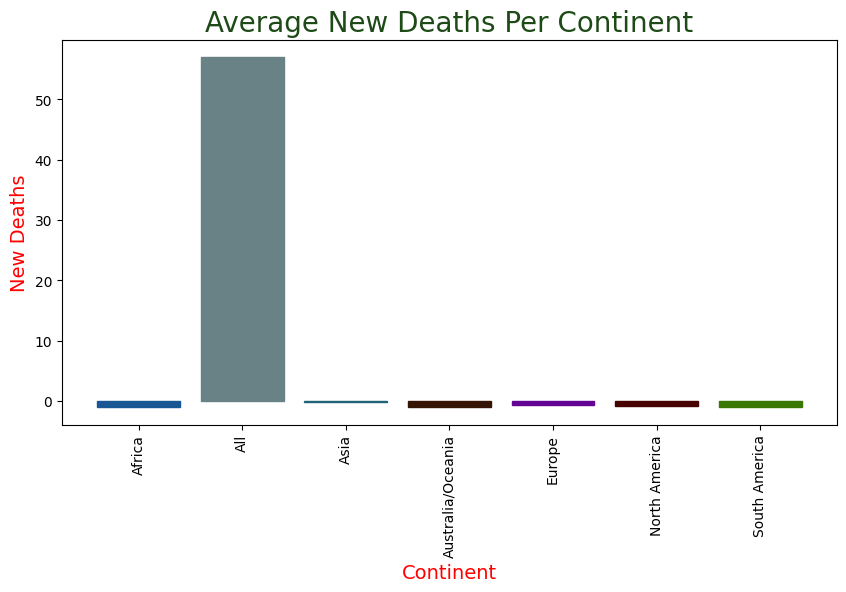 Average New Deaths Per Continent
New Deaths
50
40
30
20
10
0
Africa
All
Asia
Australia/Oceania
Europe
North America
South America
Continent